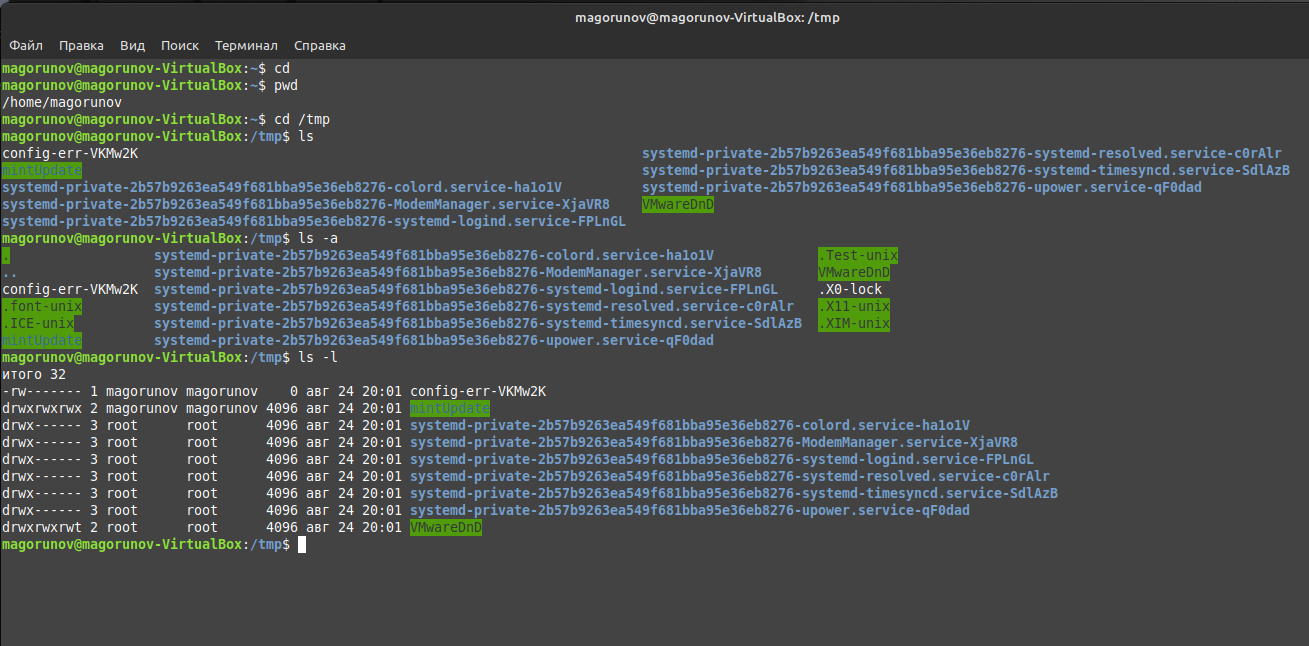 magorunov@magorunov-VirtualBox: /tmp
Файл Правка Вид Поиск Терминал Справка
magorunov@magorunov-VirtualBox:~$ cd
magorunov@magorunov-VirtualBox:~$ pwd
/home/magorunov
magorunov@magorunov-VirtualBox:~$ cd /tmp
magorunov@magorunov-VirtualBox:/tmp$ ls
config-err-VKMw2K systemd-private-2b57b9263ea549f681bba95e36eb8276-systemd-resolved.service-c0rAlr
mintUpdate systemd-private-2b57b9263ea549f681bba95e36eb8276-systemd-timesyncd.service-SdlAzB
systemd-private-2b57b9263ea549f681bba95e36eb8276-colord.service-ha1o1V systemd-private-2b57b9263ea549f681bba95e36eb8276-upower.service-qF0dad
systemd-private-2b57b9263ea549f681bba95e36eb8276-ModemManager.service-XjaVR8 VMwareDnD
systemd-private-2b57b9263ea549f681bba95e36eb8276-systemd-logind.service-FPLnGL
magorunov@magorunov-VirtualBox:/tmp$ ls -a
. systemd-private-2b57b9263ea549f681bba95e36eb8276-colord.service-ha1o1V .Test-unix
.. systemd-private-2b57b9263ea549f681bba95e36eb8276-ModemManager.service-XjaVR8 VMwareDnD
config-err-VKMw2K systemd-private-2b57b9263ea549f681bba95e36eb8276-systemd-logind.service-FPLnGL .X0-lock
.font-unix systemd-private-2b57b9263ea549f681bba95e36eb8276-systemd-resolved.service-c0rAlr .X11-unix
.ICE-unix systemd-private-2b57b9263ea549f681bba95e36eb8276-systemd-timesyncd.service-SdlAzB .XIM-unix
mintUpdate systemd-private-2b57b9263ea549f681bba95e36eb8276-upower.service-qF0dad
magorunov@magorunov-VirtualBox:/tmp$ ls -l
итого 32
-rw------- 1 magorunov magorunov 0 авг 24 20:01 config-err-VKMw2K
drwxrwxrwx 2 magorunov magorunov 4096 авг 24 20:01 mintUpdate
drwx------ 3 root root 4096 авг 24 20:01 systemd-private-2b57b9263ea549f681bba95e36eb8276-colord.service-ha1o1V
drwx------ 3 root root 4096 авг 24 20:01 systemd-private-2b57b9263ea549f681bba95e36eb8276-ModemManager.service-XjaVR8
drwx------ 3 root root 4096 авг 24 20:01 systemd-private-2b57b9263ea549f681bba95e36eb8276-systemd-logind.service-FPLnGL
drwx------ 3 root root 4096 авг 24 20:01 systemd-private-2b57b9263ea549f681bba95e36eb8276-systemd-resolved.service-c0rAlr
drwx------ 3 root root 4096 авг 24 20:01 systemd-private-2b57b9263ea549f681bba95e36eb8276-systemd-timesyncd.service-SdlAzB
drwx------ 3 root root 4096 авг 24 20:01 systemd-private-2b57b9263ea549f681bba95e36eb8276-upower.service-qF0dad
drwxrwxrwt 2 root root 4096 авг 24 20:01 VMwareDnD
magorunov@magorunov-VirtualBox:/tmp$